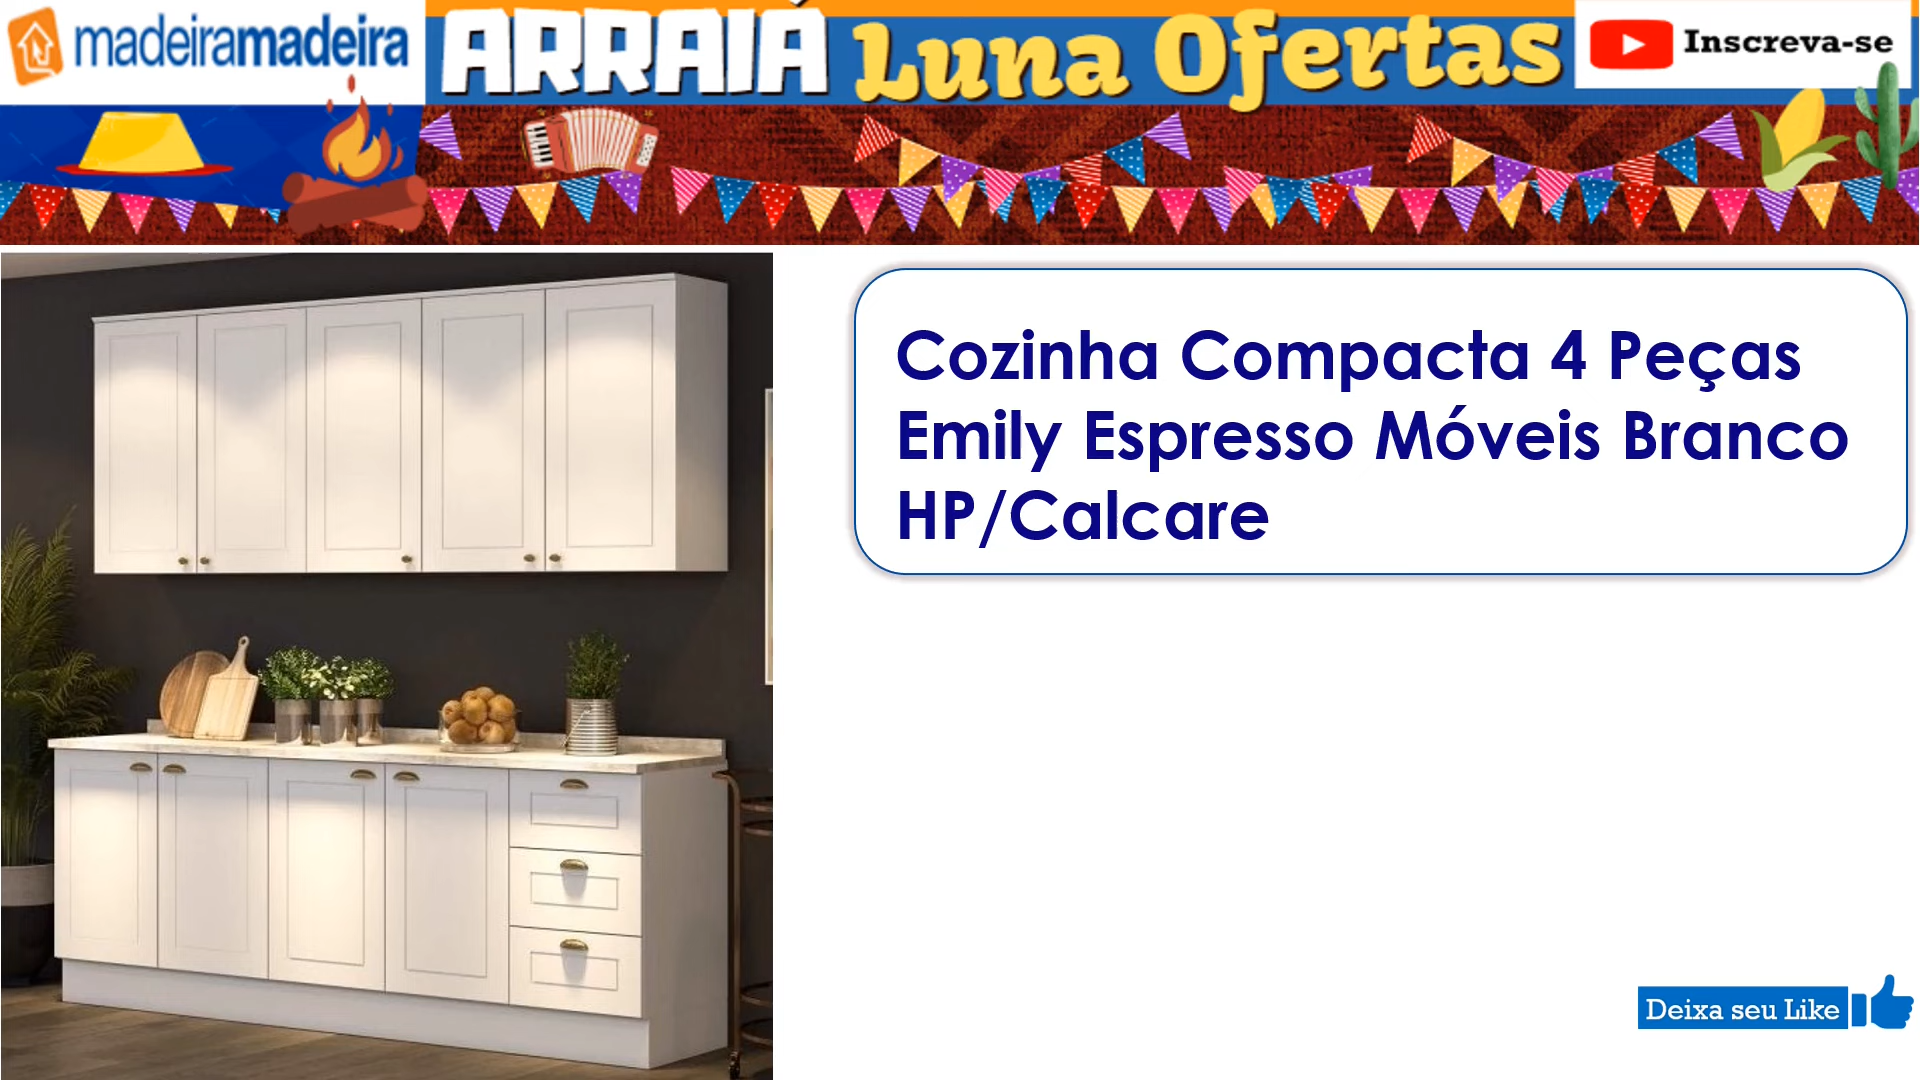 madeiramadeira
ARRAIÁ Luna Ofertas
Inscreva-se
Cozinha Compacta 4 Peças
Emily Espresso Móveis Branco
HP/Calcare
Deixa seu Like